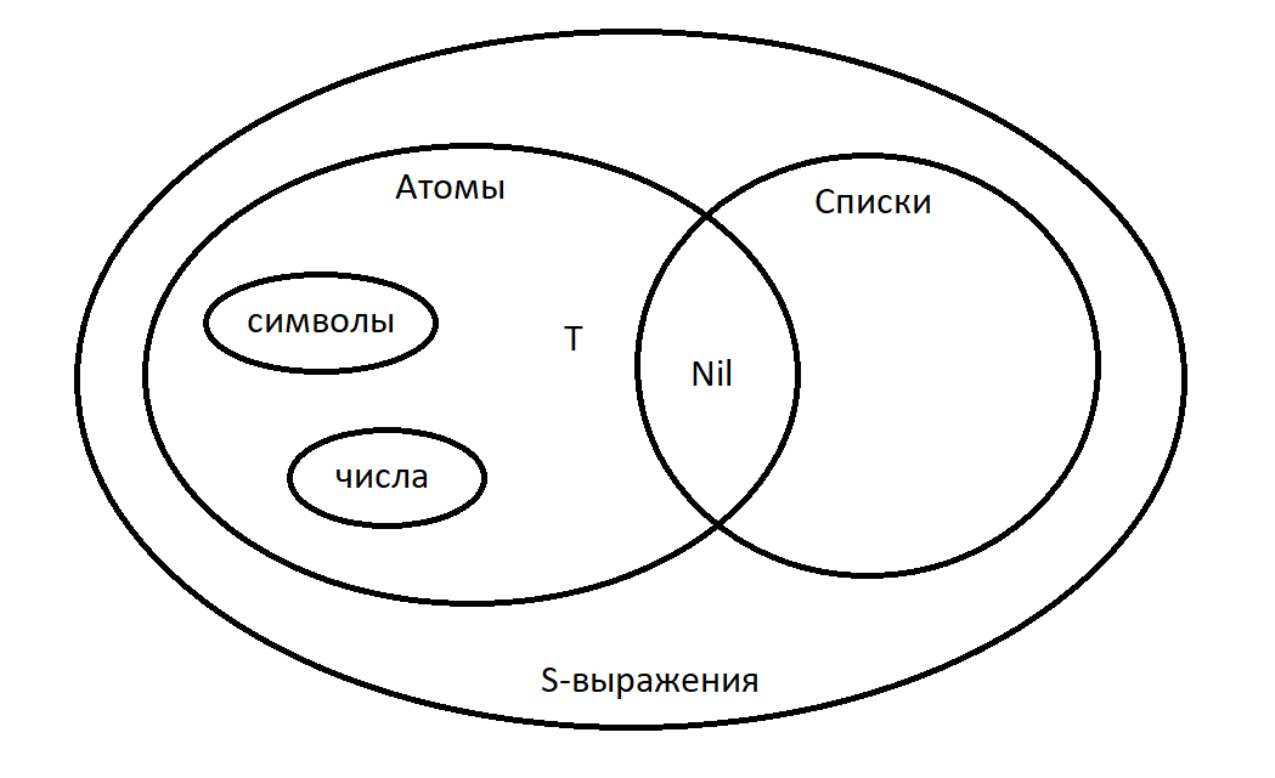 Атомы
Списки
символы
T
Nil
числа
S-выражения